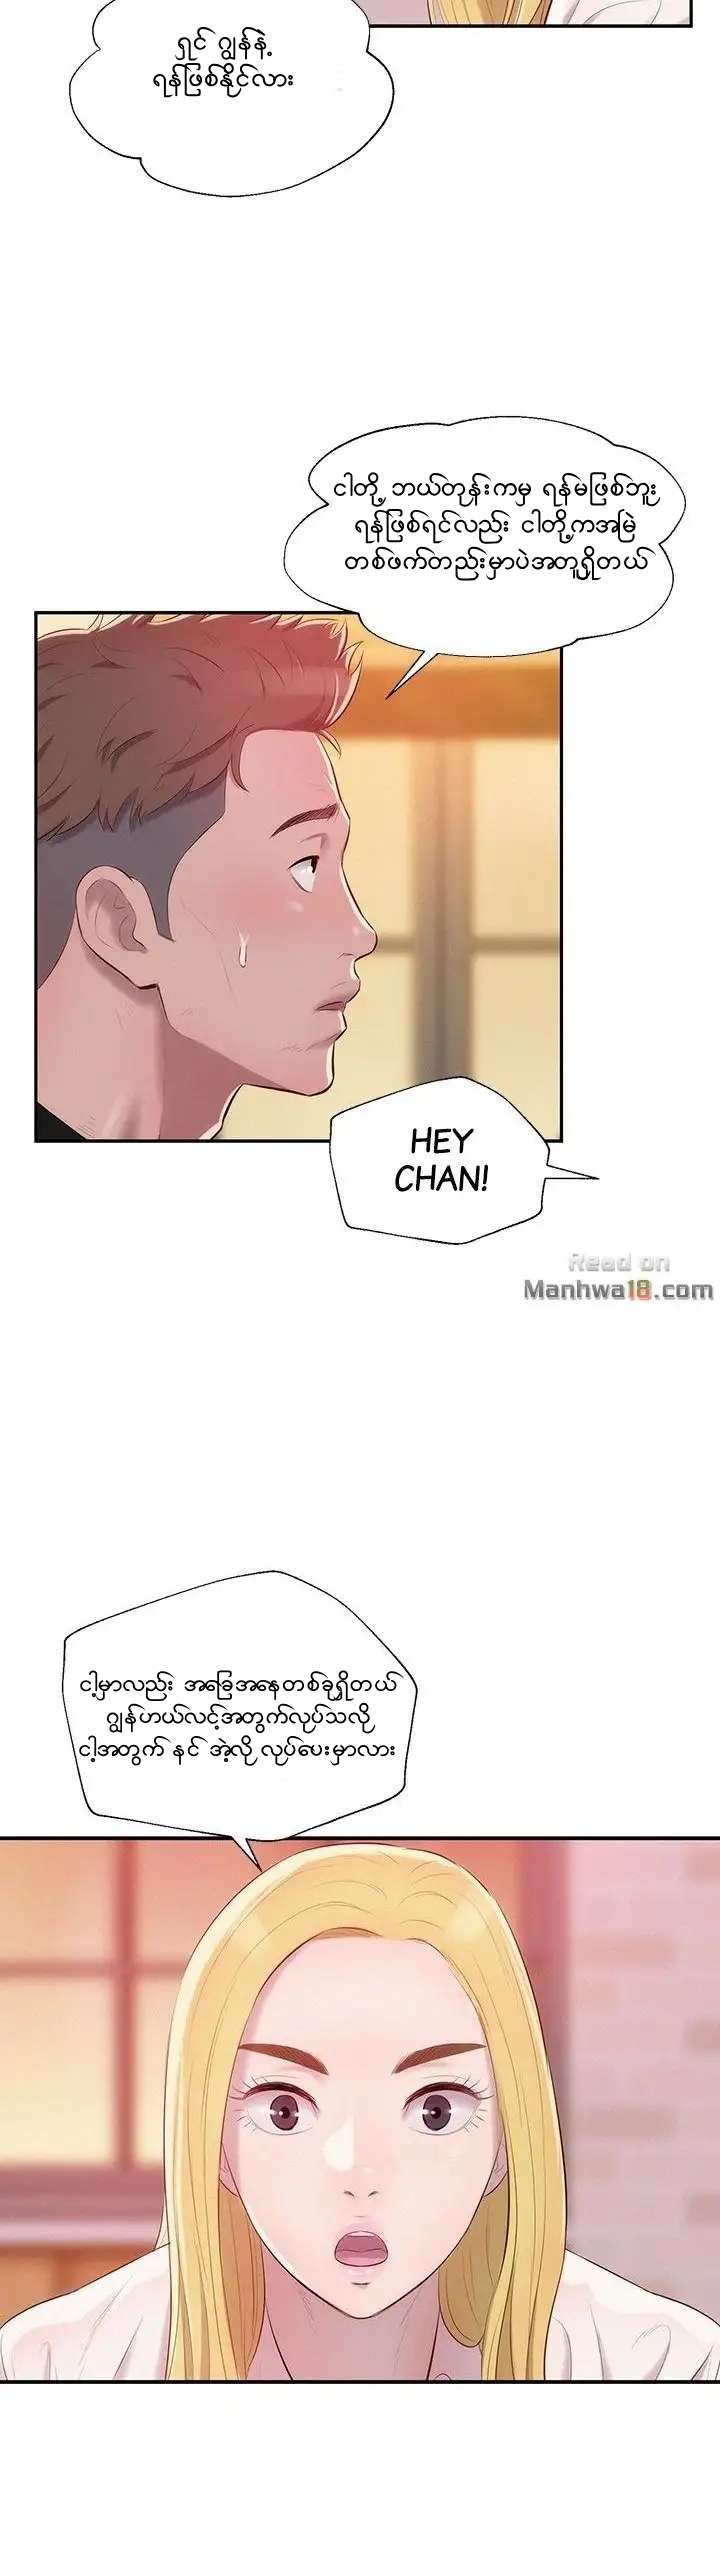 ရှင် ဂျွန်နဲ့
ရန်ဖြစ်နိုင်လား
ငါတို့ ဘယ်တုန်းကမှ ရန်မဖြစ်ဘူး
ရန်ဖြစ်ရင်လည်း ငါတို့ကအမြဲ
တစ်ဖက်တည်းမှာပဲအတူရှိတယ်
HEY
CHAN!
Read on
Manhwa18.com
ငါ့မှာလည်း အခြေအနေတစ်ခုရှိတယ်
ဂျွန်ဟယ်လင့်အတွက်လုပ်သလို
ငါ့အတွက် နင် အဲ့လို လုပ်ပေးမှာလား